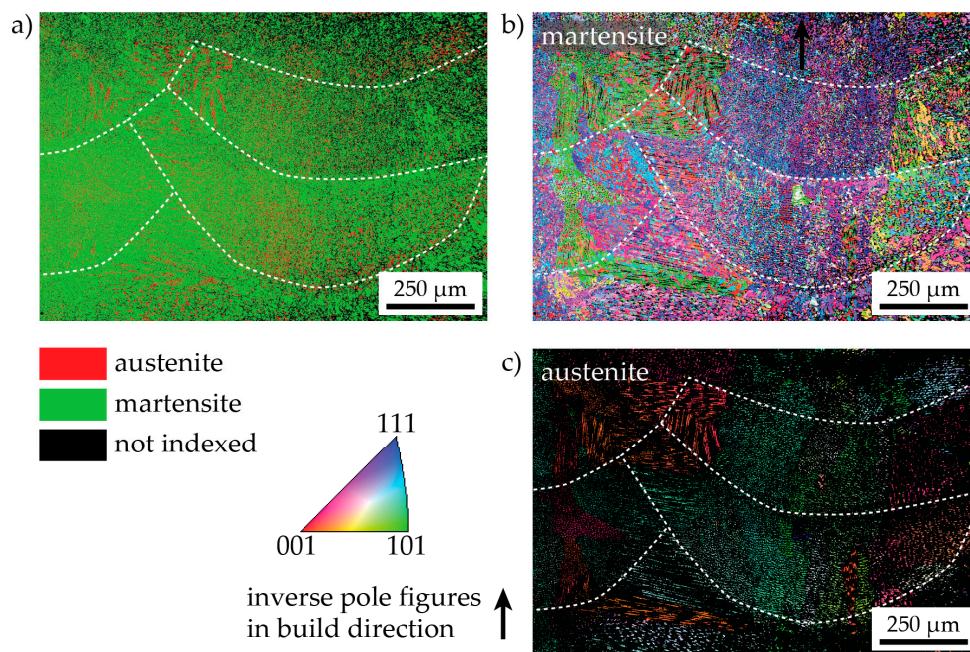 a)
250 µm
b)
martensite
250 µm
austenite
martensite
not indexed
111
001
101
inverse pole figures
in build direction
c)
austenite
250 µm